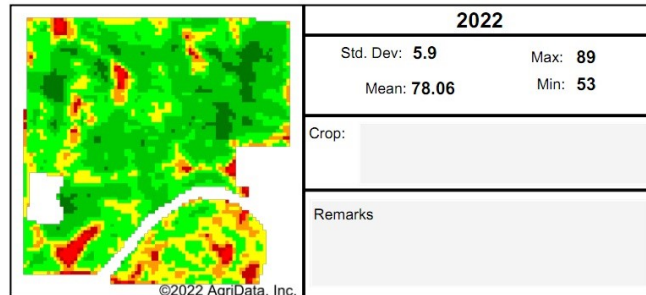 2022
Std. Dev: 5.9
Max: 89
Mean: 78.06
Min: 53
Crop:
Remarks
©2022 AgriData, Inc.